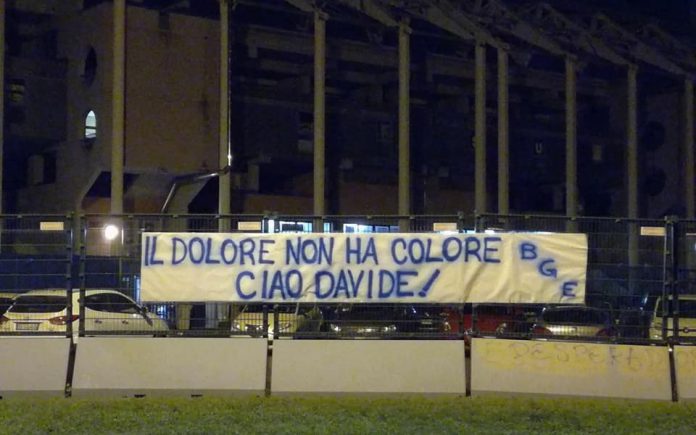 IL DOLORE NON HA COLORE
CIAO DAVIDE!
BGE